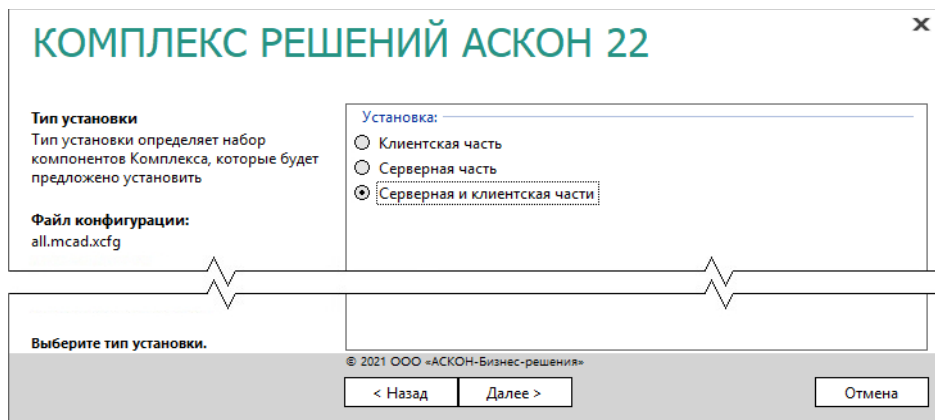 КОМПЛЕКС РЕШЕНИЙ АСКОН 22
Тип установки
Тип установки определяет набор
компонентов Комплекса, которые будет
предложено установить
Файл конфигурации:
all.mcad.xcfg
Установка:
Клиентская часть
Серверная часть
Серверная и клиентская части
Выберите тип установки.
© 2021 ООО «АСКОН-Бизнес-решения»
< Назад
Далее >
Отмена